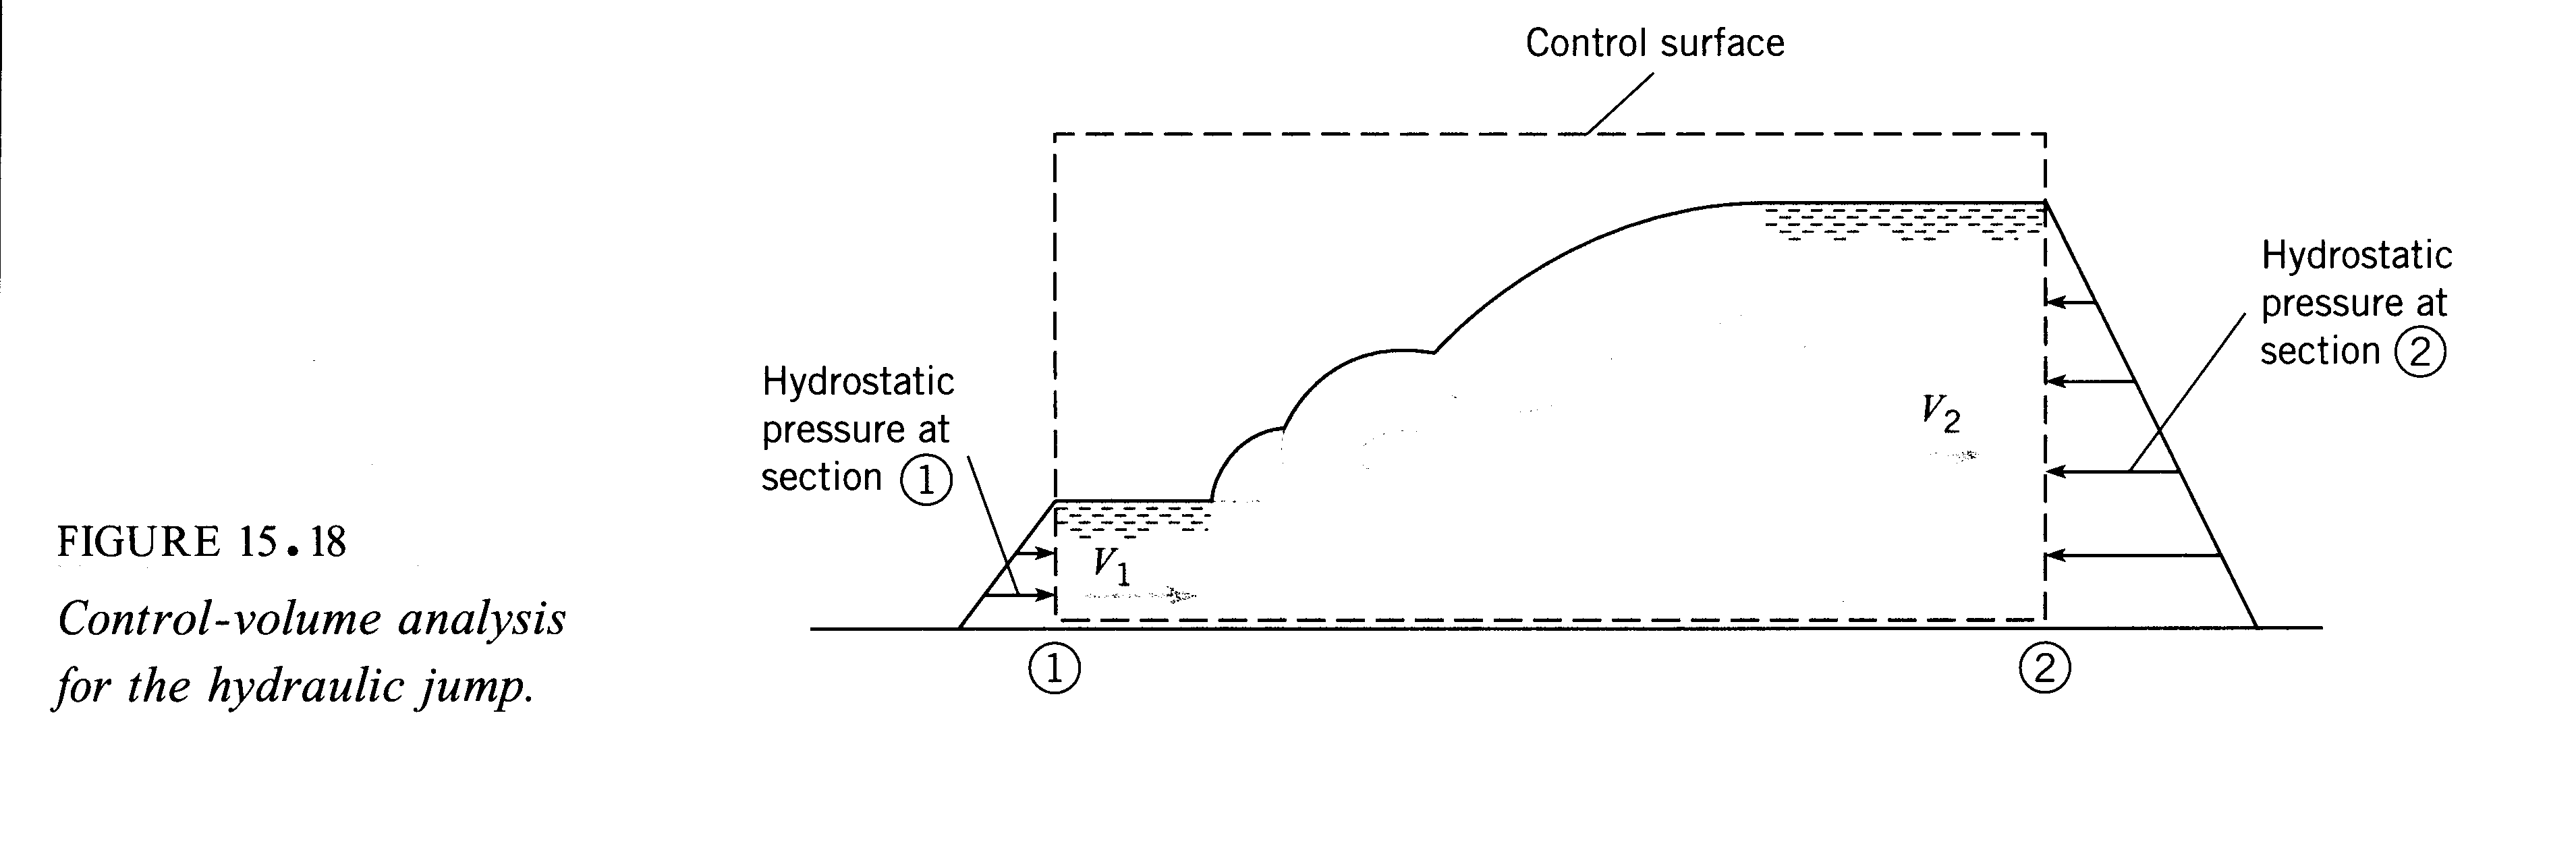 Control surface
Hydrostatic
pressure at
section ②
Hydrostatic
pressure at
section ①
V₂
V₁
FIGURE 15.18
Control-volume analysis
for the hydraulic jump.
① ②